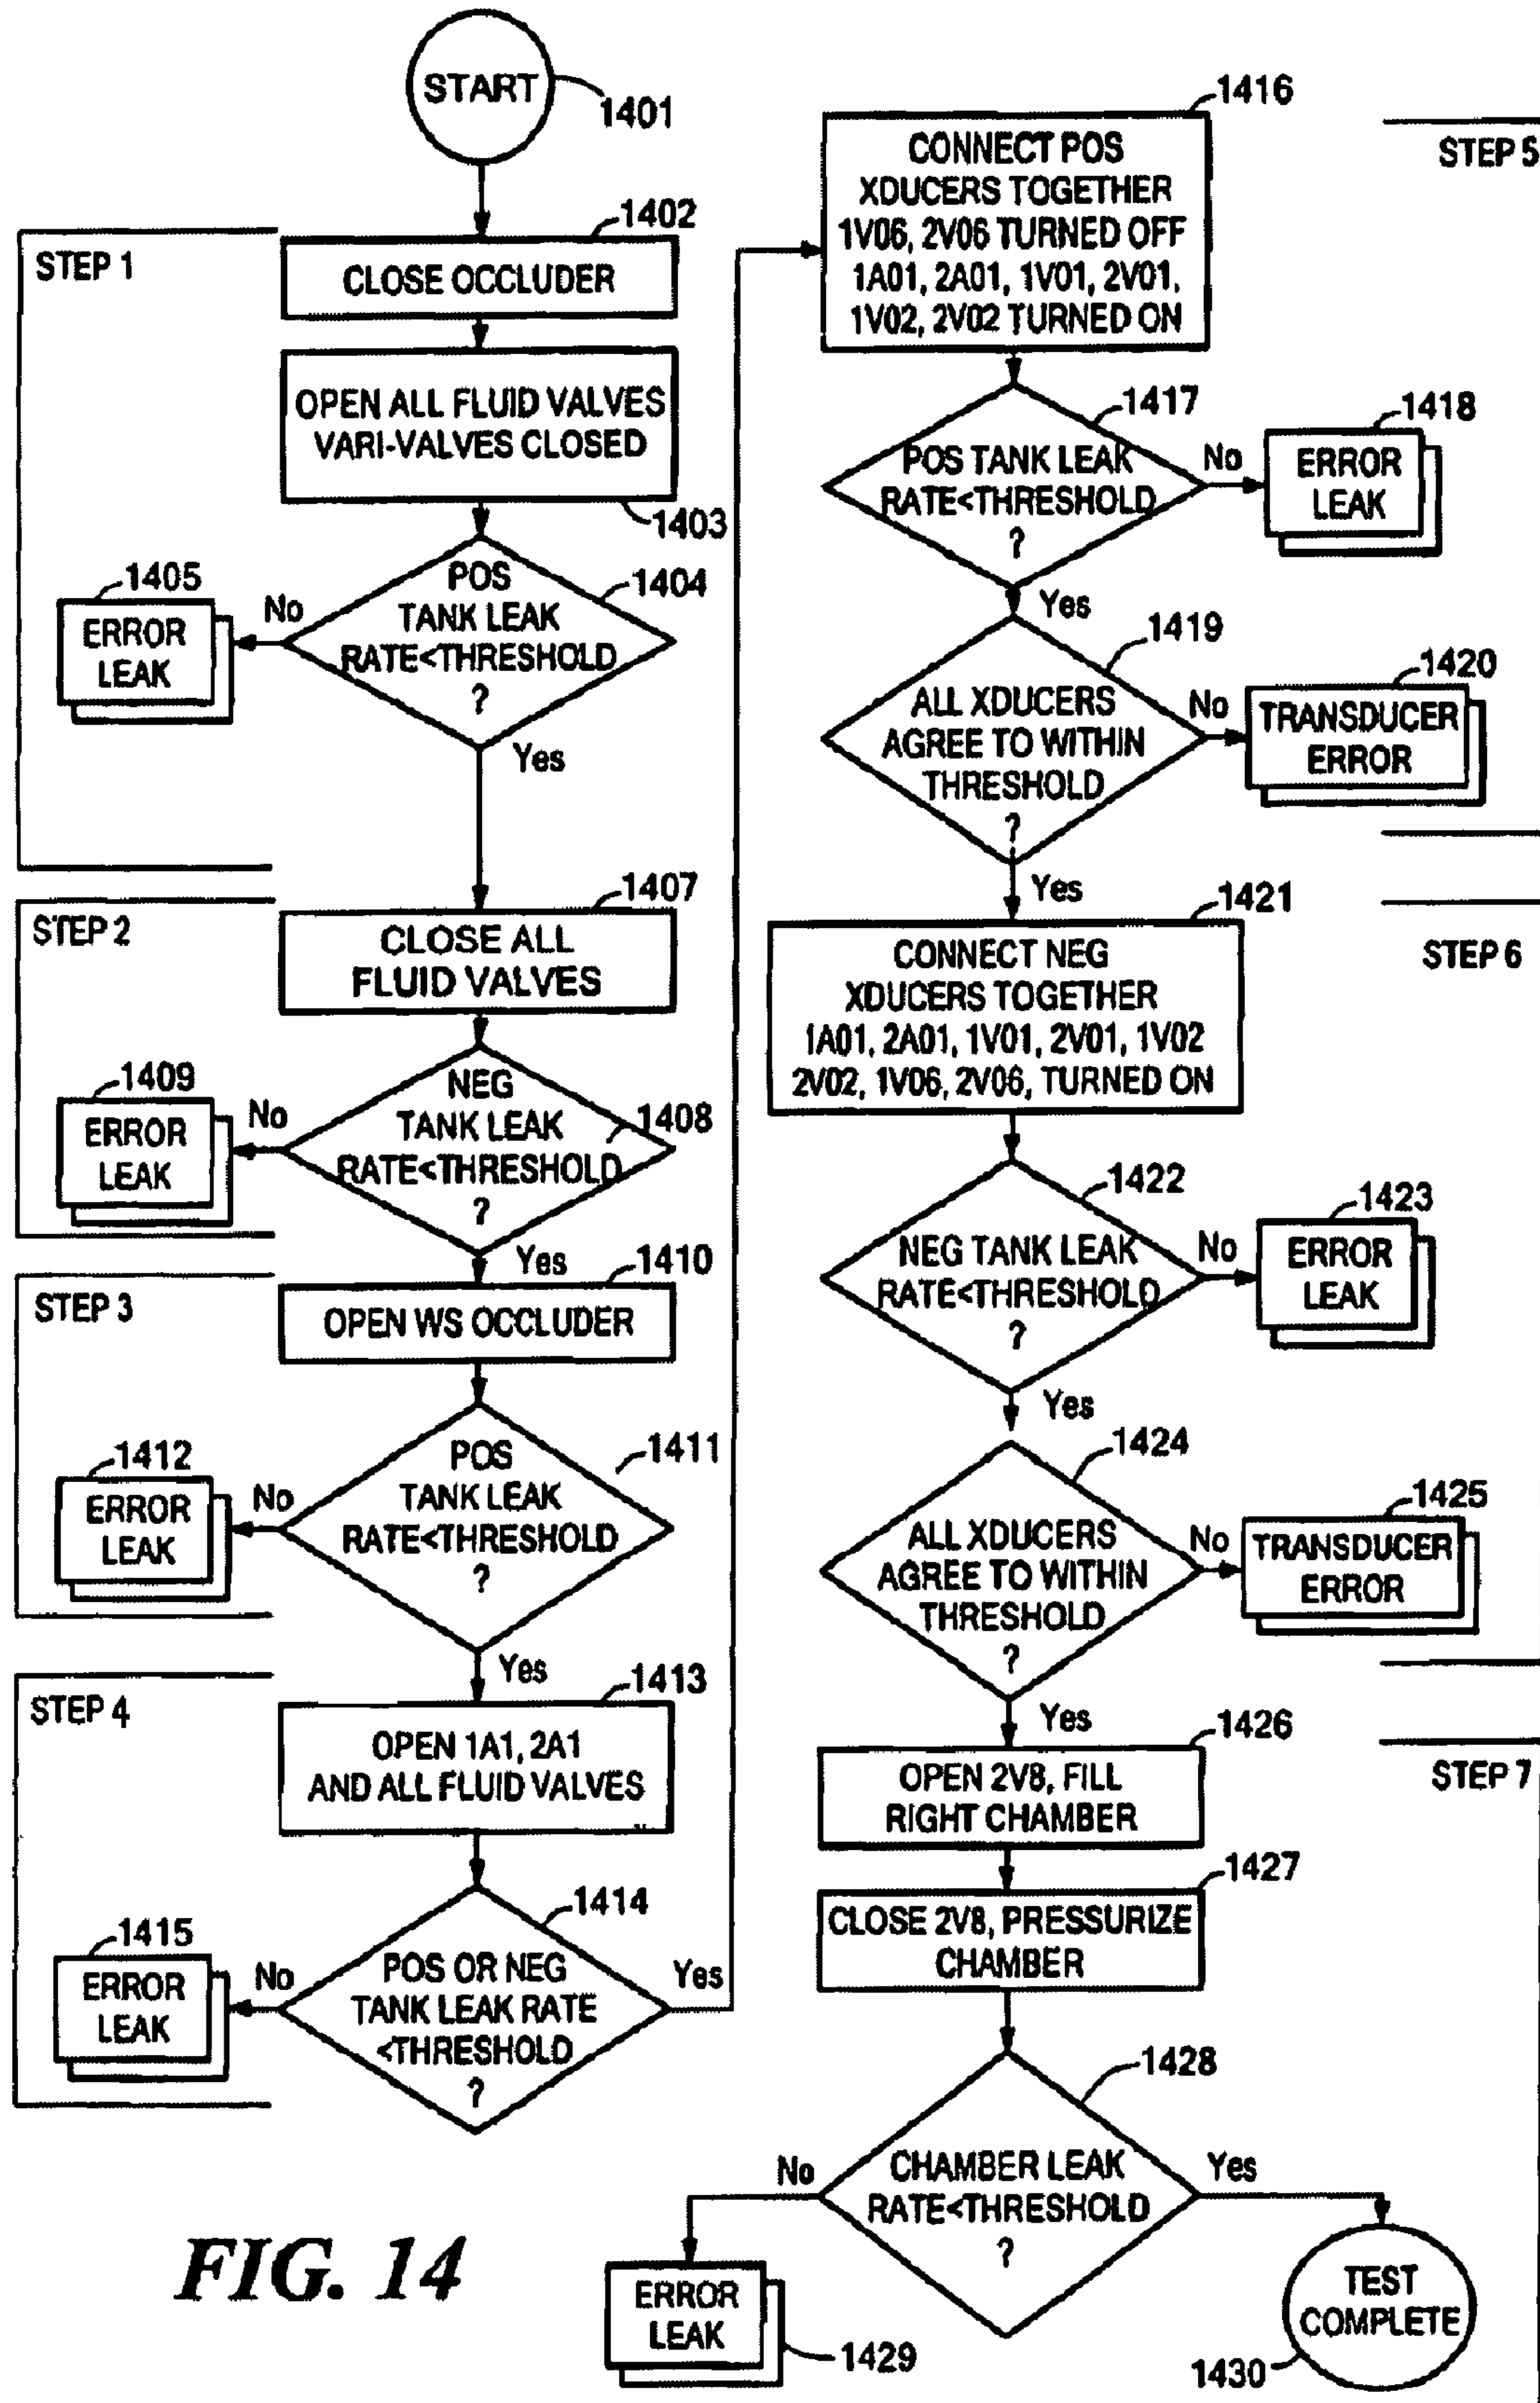 START
1401
STEP 1
1402
CLOSE OCCLUDER
OPEN ALL FLUID VALVES
VARI-VALVES CLOSED
1403
POS
TANK LEAK
RATE<THRESHOLD
?
1404
No
1405
ERROR
LEAK
Yes
STEP 2
1407
CLOSE ALL
FLUID VALVES
NEG
TANK LEAK
RATE<THRESHOLD
?
1408
No
1409
ERROR
LEAK
Yes
STEP 3
1410
OPEN WS OCCLUDER
POS
TANK LEAK
RATE<THRESHOLD
?
1411
No
1412
ERROR
LEAK
Yes
STEP 4
1413
OPEN 1A1, 2A1
AND ALL FLUID VALVES
1414
POS OR NEG
TANK LEAK RATE
<THRESHOLD
?
No
1415
ERROR
LEAK
Yes
STEP 5
1416
CONNECT POS
XDUCERS TOGETHER
1V06, 2V06 TURNED OFF
1A01, 2A01, 1V01, 2V01,
1V02, 2V02 TURNED ON
1417
POS TANK LEAK
RATE<THRESHOLD
?
No
1418
ERROR
LEAK
Yes
1419
ALL XDUCERS
AGREE TO WITHIN
THRESHOLD
?
No
1420
TRANSDUCER
ERROR
Yes
STEP 6
1421
CONNECT NEG
XDUCERS TOGETHER
1A01, 2A01, 1V01, 2V01, 1V02
2V02, 1V06, 2V06, TURNED ON
1422
NEG TANK LEAK
RATE<THRESHOLD
?
No
1423
ERROR
LEAK
Yes
1424
ALL XDUCERS
AGREE TO WITHIN
THRESHOLD
?
No
1425
TRANSDUCER
ERROR
Yes
STEP 7
1426
OPEN 2V8, FILL
RIGHT CHAMBER
1427
CLOSE 2V8, PRESSURIZE
CHAMBER
1428
CHAMBER LEAK
RATE<THRESHOLD
?
No
ERROR
LEAK
1429
Yes
TEST
COMPLETE
1430
FIG. 14